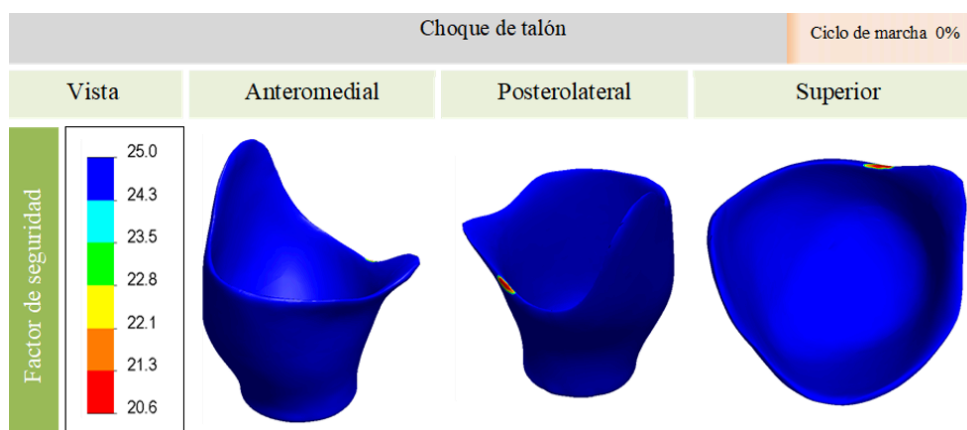 Choque de talón
Ciclo de marcha 0%
Vista
Anteromedial
Posterolateral
Superior
Factor de seguridad
25.0
24.3
23.5
22.8
22.1
21.3
20.6